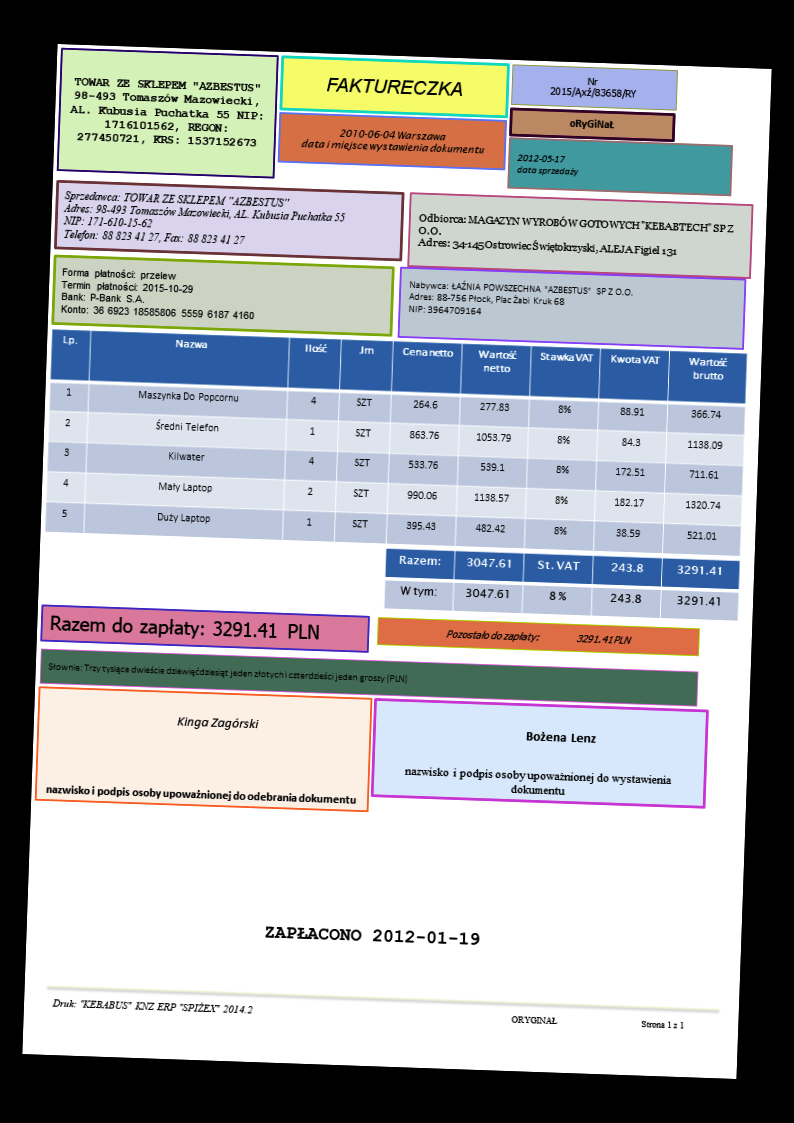 TOWAR ZE SKLEPEM "AZBESTUS"
98-493 Tomaszów Mazowiecki,
AL. Kubusia Puchatka 55 NIP:
1716101562, REGON:
277450721, KRS: 1537152673
FAKTURECZKA
2010-06-04 Warszawa
data i miejsce wystawienia dokumentu
Nr
2015/Axź/83658/RY
oRyGiNaŁ
2012-05-17
data sprzedaży
Sprzedawca: TOWAR ZE SKLEPEM "AZBESTUS"
Adres: 98-493 Tomaszów Mazowiecki, AL. Kubusia Puchatka 55
NIP: 171-610-15-62
Telefon: 88 823 41 27, Fax: 88 823 41 27
Odbiorca: MAGAZYN WYROBÓW GOTOWYCH "KEBABTECH" SP Z
O.O.
Adres: 34-145 Ostrowiec Świętokrzyski, ALEJA Figiel 131
Forma płatności: przelew
Termin płatności: 2015-10-29
Bank: P-Bank S.A.
Konto: 36 6923 18585806 5559 6187 4160
Nabywca: ŁAŹNIA POWSZECHNA "AZBESTUS" SP Z O.O.
Adres: 88-756 Płock, Plac Żabi Kruk 68
NIP: 3964709164
Lp. Nazwa Ilość Jm Cena netto Wartość netto Stawka VAT Kwota VAT Wartość brutto
1 Maszynka Do Popcornu 4 SZT 264.6 277.83 8% 88.91 366.74
2 Średni Telefon 1 SZT 863.76 1053.79 8% 84.3 1138.09
3 Kilwater 4 SZT 533.76 539.1 8% 172.51 711.61
4 Mały Laptop 2 SZT 990.06 1138.57 8% 182.17 1320.74
5 Duży Laptop 1 SZT 395.43 482.42 8% 38.59 521.01
Razem: 3047.61 St. VAT 243.8 3291.41
W tym: 3047.61 8% 243.8 3291.41
Razem do zapłaty: 3291.41 PLN
Pozostało do zapłaty: 3291.41 PLN
Słownie: Trzy tysiące dwieście dziewięćdziesiąt jeden złotych i czterdzieści jeden groszy (PLN)
Kinga Zagórski
nazwisko i podpis osoby upoważnionej do odebrania dokumentu
Bożena Lenz
nazwisko i podpis osoby upoważnionej do wystawienia
dokumentu
ZAPŁACONO 2012-01-19
Druk: "KEBABUS" KNZ ERP "SPIŻEX" 2014.2
ORYGINAŁ
Strona 1 z 1